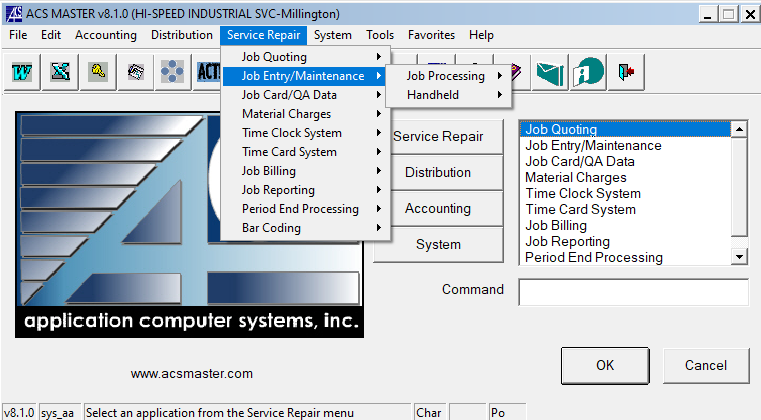 ACS MASTER v8.1.0 (HI-SPEED INDUSTRIAL SVC-Millington)
File Edit Accounting Distribution Service Repair System Tools Favorites Help
ACTS
Job Quoting
Job Entry/Maintenance
Job Card/QA Data
Material Charges
Time Clock System
Time Card System
Job Billing
Job Reporting
Period End Processing
Bar Coding
Job Processing
Handheld
Service Repair
Distribution
Accounting
System
Job Quoting
Job Entry/Maintenance
Job Card/QA Data
Material Charges
Time Clock System
Time Card System
Job Billing
Job Reporting
Period End Processing
Command
application computer systems, inc.
www.acsmaster.com
OK Cancel
v8.1.0 sys_aa Select an application from the Service Repair menu Char Po